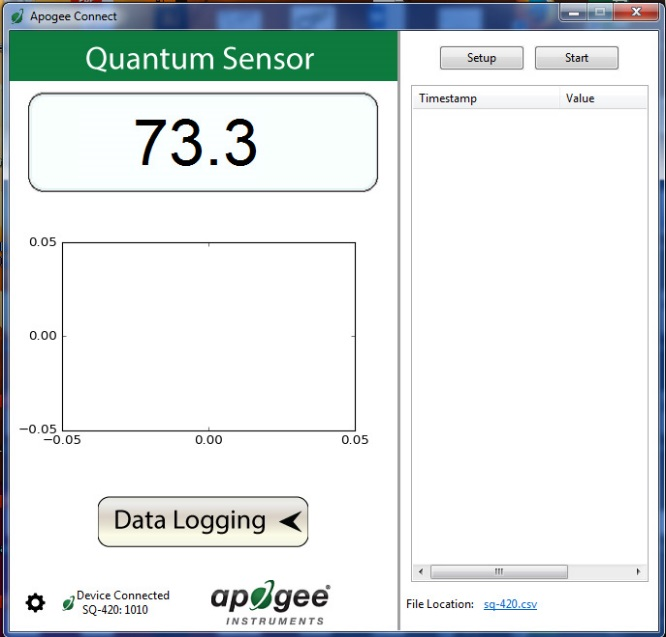 Apogee Connect
Quantum Sensor
73.3
0.05
0.00
−0.05
−0.05 0.00 0.05
Data Logging
Device Connected
SQ-420: 1010
apogee®
INSTRUMENTS
Setup Start
Timestamp Value
File Location: sq-420.csv